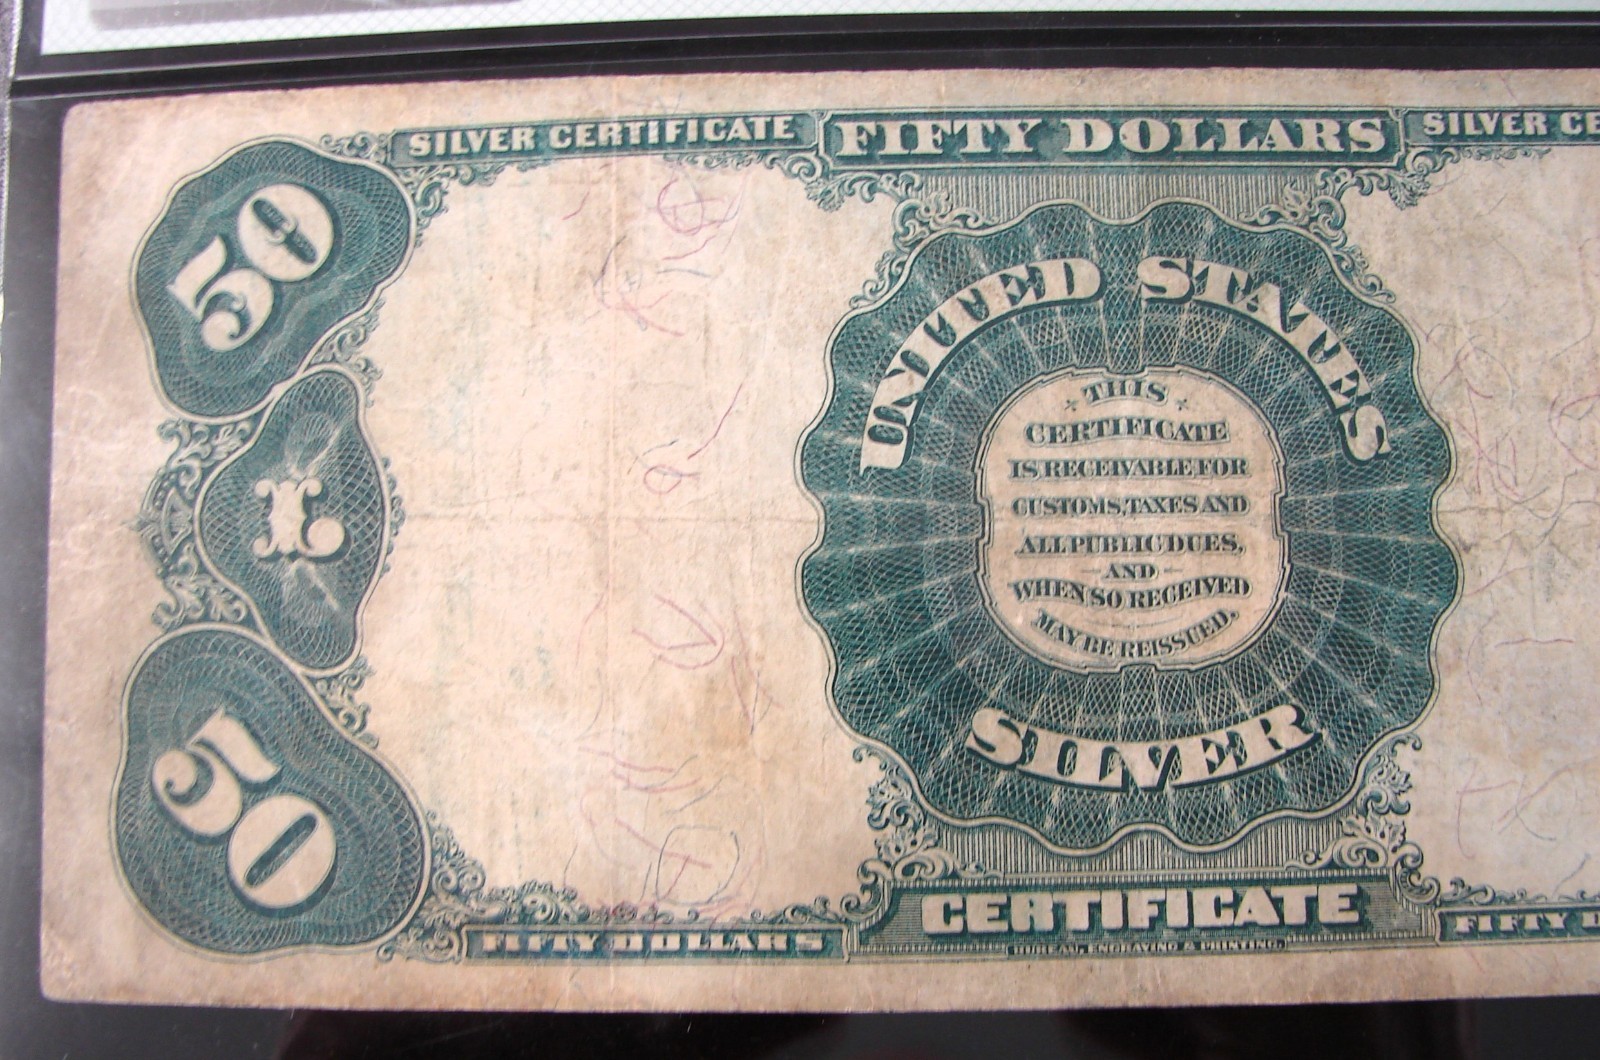 SILVER CERTIFICATE FIFTY DOLLARS SILVER CE
50
UNITED STATES
THIS
CERTIFICATE
IS RECEIVABLE FOR
CUSTOMS, TAXES AND
L
ALL PUBLIC DUES,
AND
WHEN SO RECEIVED
MAY BE REISSUED.
SILVER
50
CERTIFICATE
FIFTY DOLLARS
FIFTY D
BUREAU, ENGRAVING & PRINTING.